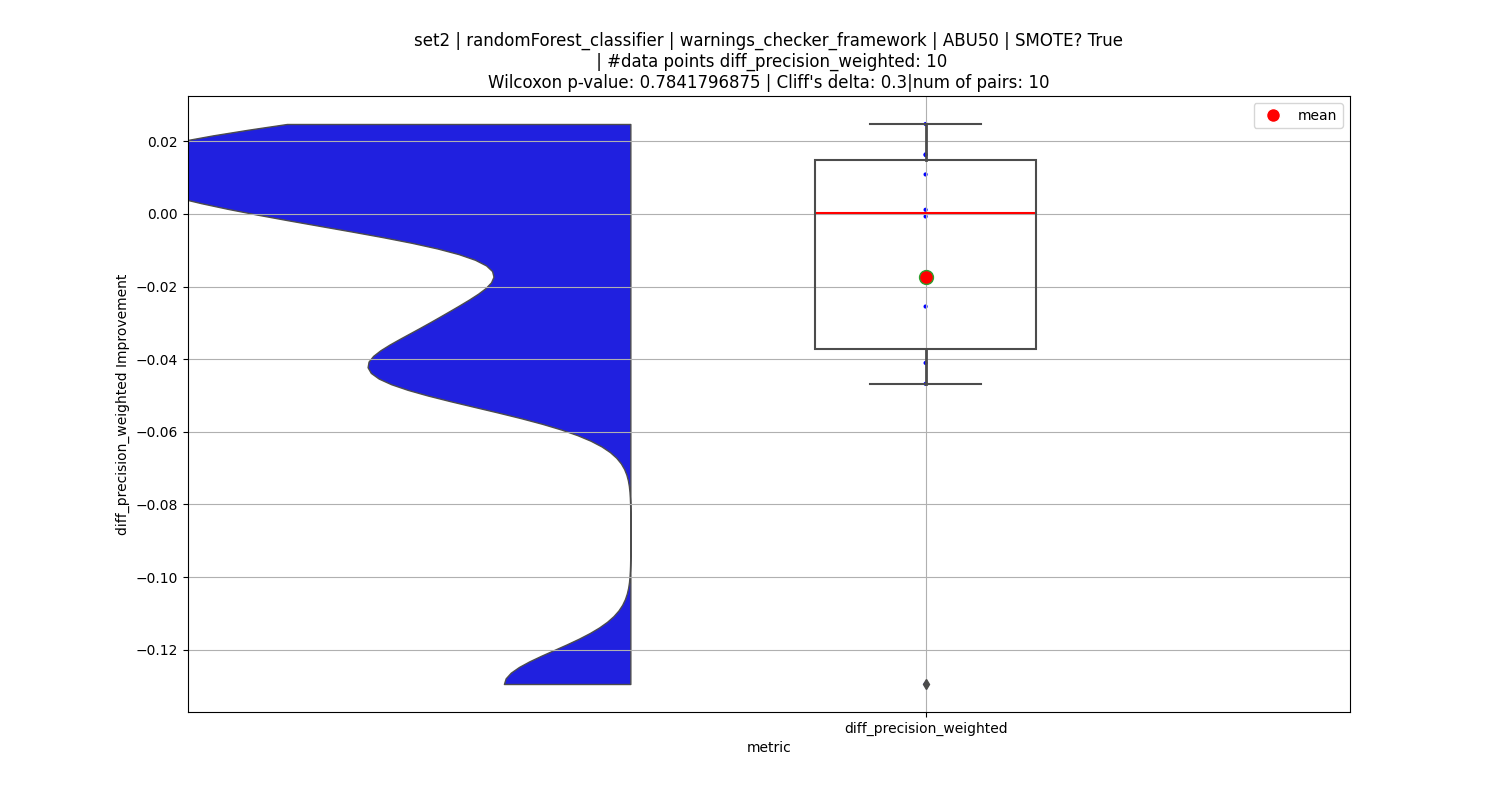 set2 | randomForest_classifier | warnings_checker_framework | ABU50 | SMOTE? True
| #data points diff_precision_weighted: 10
Wilcoxon p-value: 0.7841796875 | Cliff's delta: 0.3|num of pairs: 10
mean
0.02
0.00
−0.02
−0.04
−0.06
−0.08
−0.10
−0.12
diff_precision_weighted Improvement
diff_precision_weighted
metric